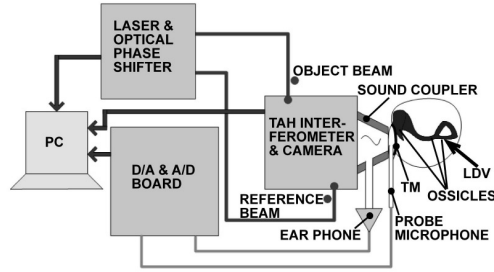 LASER &
OPTICAL
PHASE
SHIFTER
OBJECT BEAM
SOUND COUPLER
TAH INTER-
FEROMETER
& CAMERA
PC
D/A & A/D
BOARD
LDV
TM
OSSICLES
REFERENCE
BEAM
PROBE
MICROPHONE
EAR PHONE